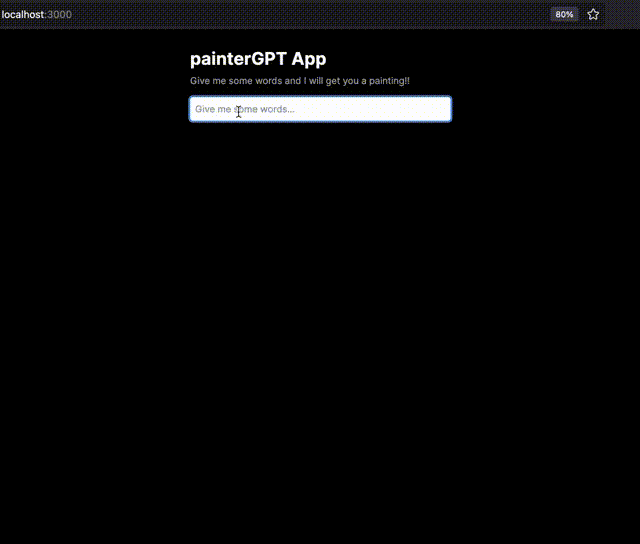 localhost:3000
80%
painterGPT App
Give me some words and I will get you a painting!!
Give me some words...